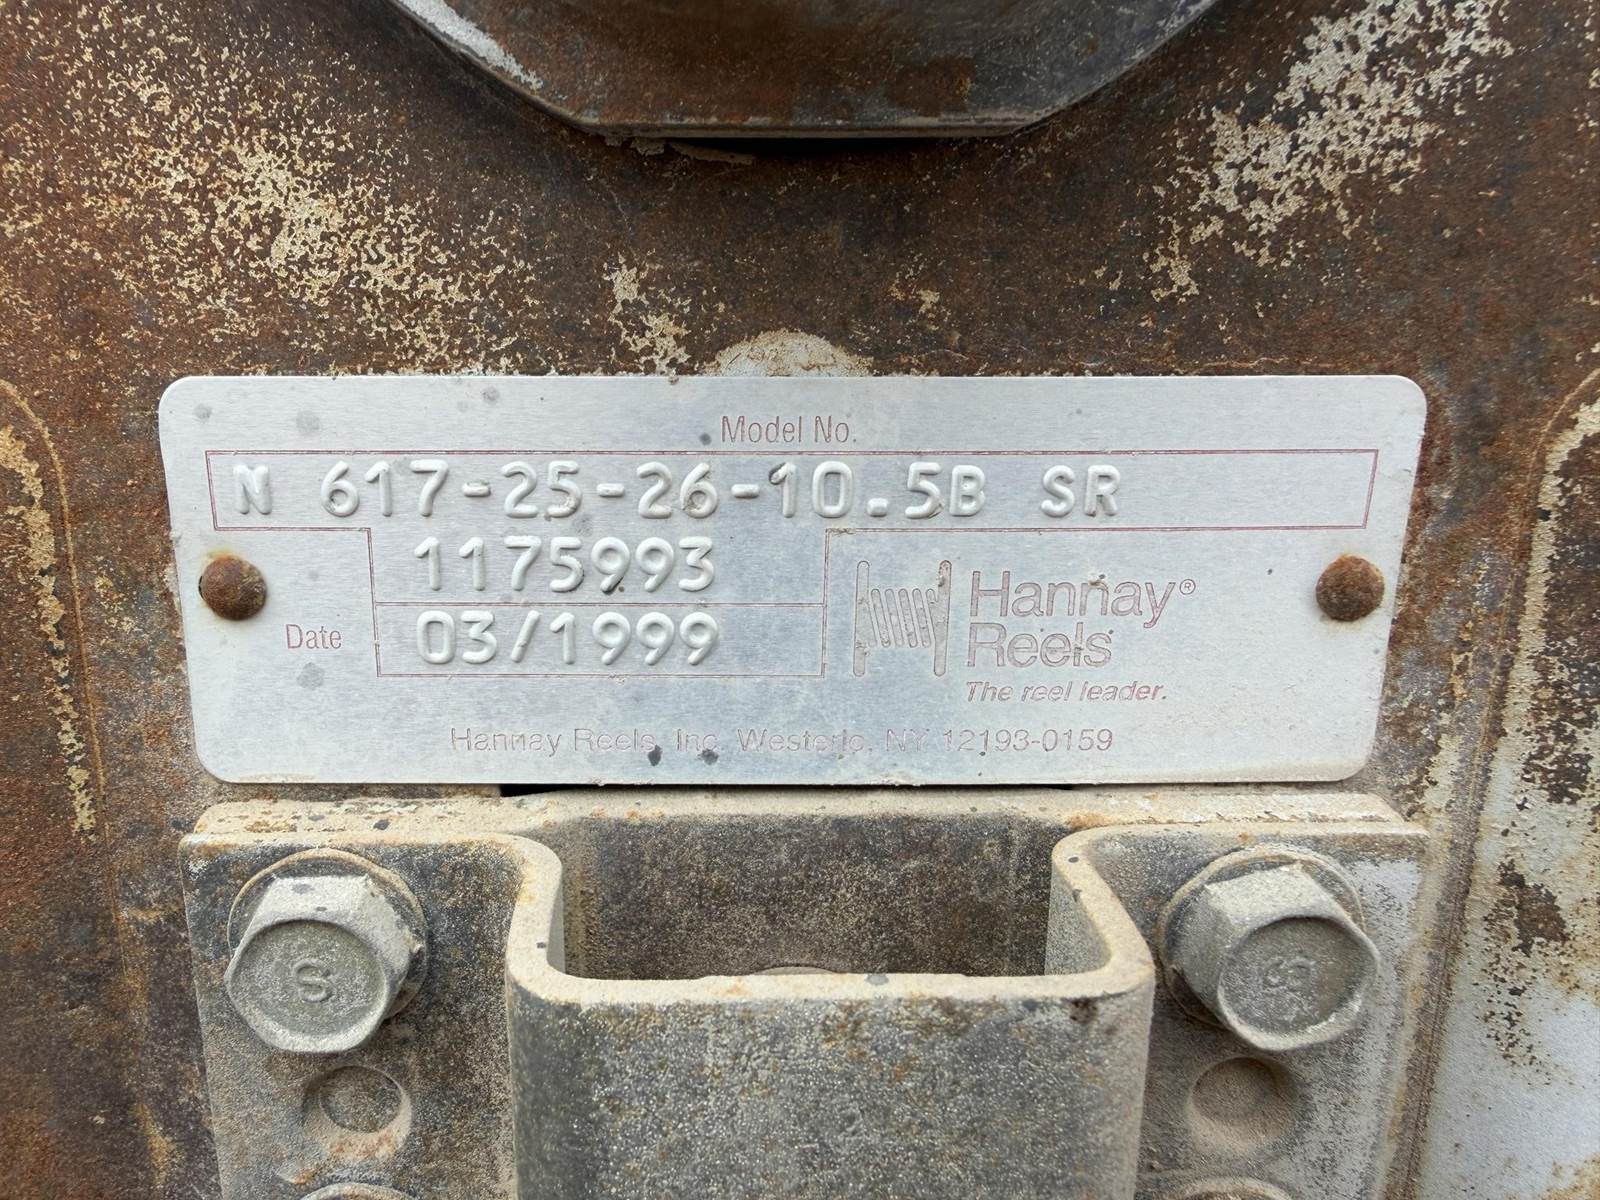 Model No.
N 617-25-26-10.5B SR
1175993
Date 03/1999
Hannay®
Reels
The reel leader.
Hannay Reels, Inc. Westerlo, NY 12193-0159
S
S